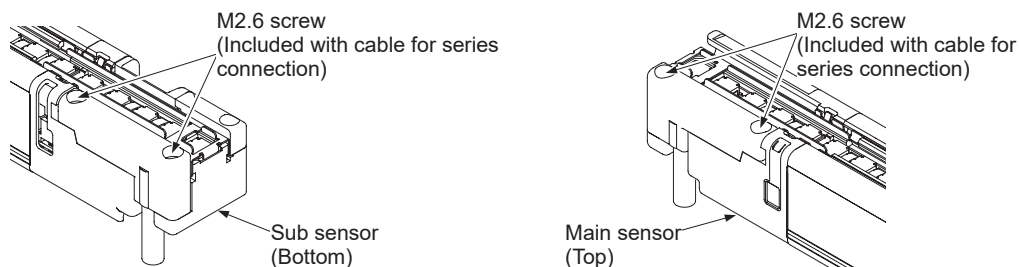 M2.6 screw
(Included with cable for series
connection)
Sub sensor
(Bottom)
M2.6 screw
(Included with cable for
series connection)
Main sensor
(Top)